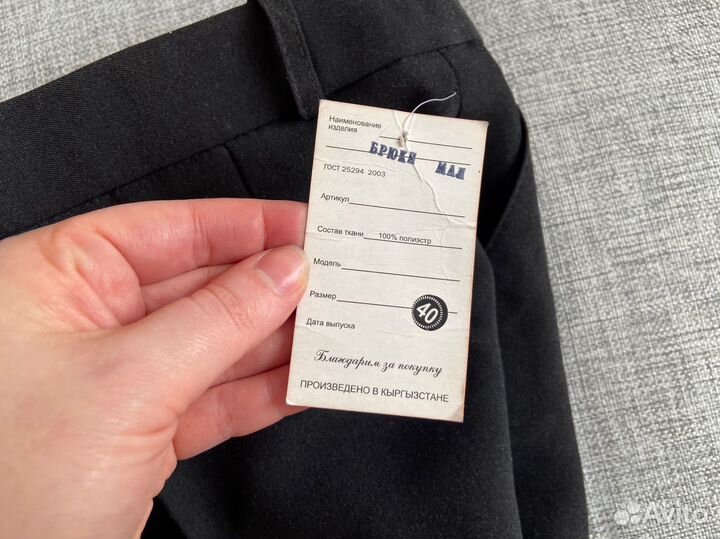 Наименование
изделия
БРЮКИ МАЛ
ГОСТ 25294 2003
Артикул
Состав ткани 100% полиэстр
Модель
Размер 40
Дата выпуска
Благодарим за покупку
ПРОИЗВЕДЕНО В КЫРГЫЗСТАНЕ
Avito